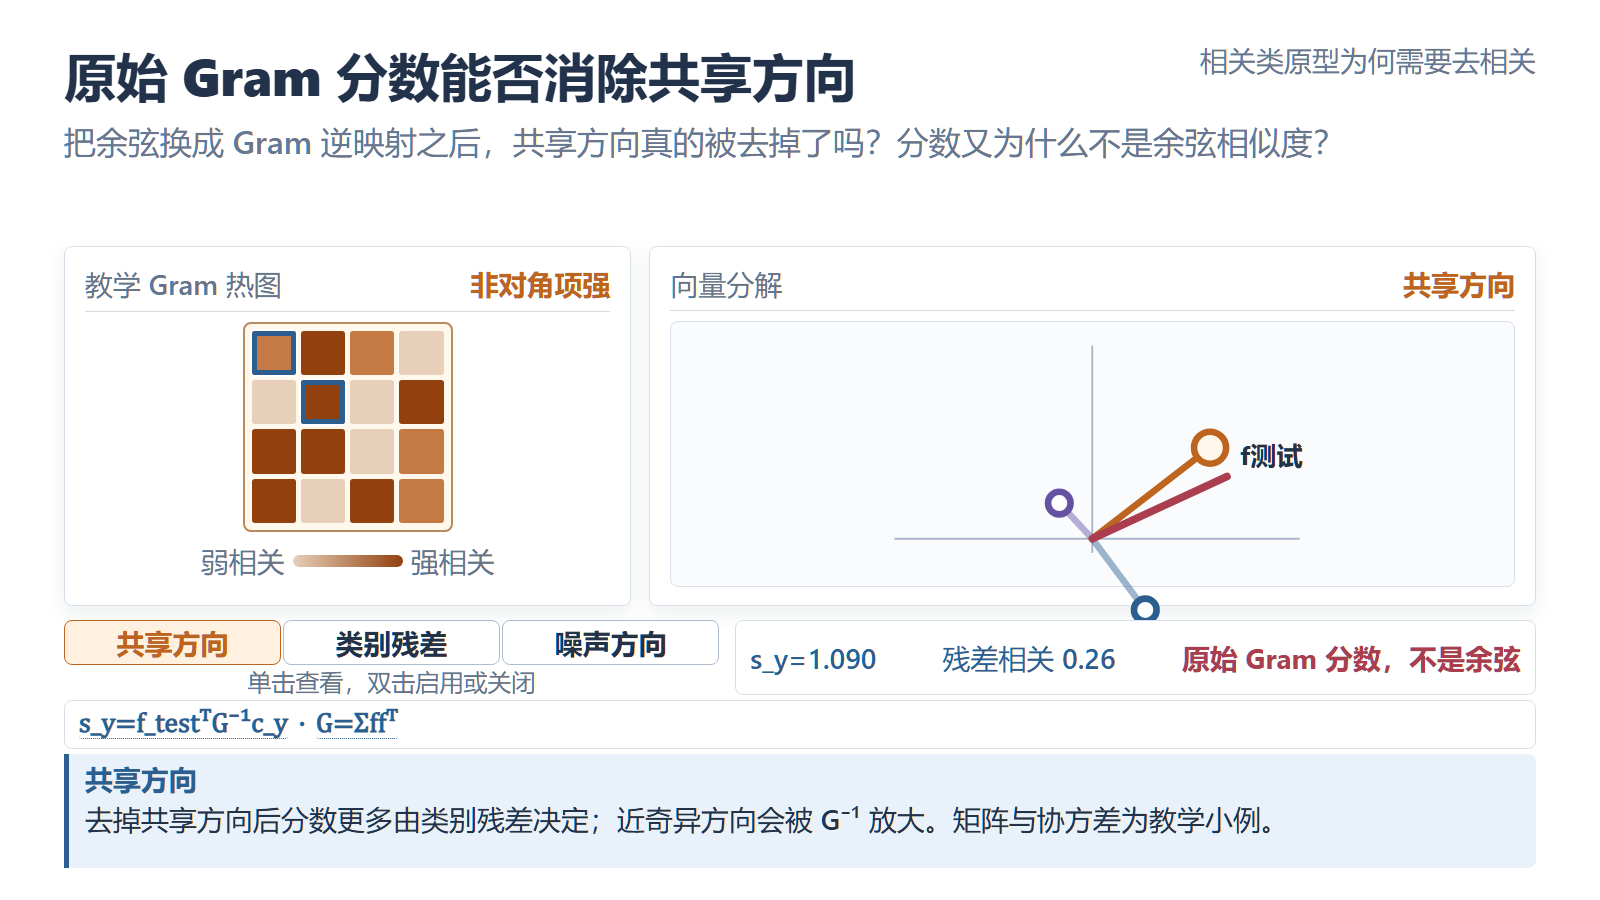 原始 Gram 分数能否消除共享方向
相关类原型为何需要去相关
把余弦换成 Gram 逆映射之后，共享方向真的被去掉了吗？分数又为什么不是余弦相似度？
教学 Gram 热图
非对角项强
弱相关
强相关
向量分解
共享方向
f测试
共享方向
类别残差
噪声方向
单击查看，双击启用或关闭
s_y=1.090
残差相关 0.26
原始 Gram 分数，不是余弦
s_y=f_testᵀG⁻¹c_y · G=Σffᵀ
共享方向
去掉共享方向后分数更多由类别残差决定；近奇异方向会被 G⁻¹ 放大。矩阵与协方差为教学小例。